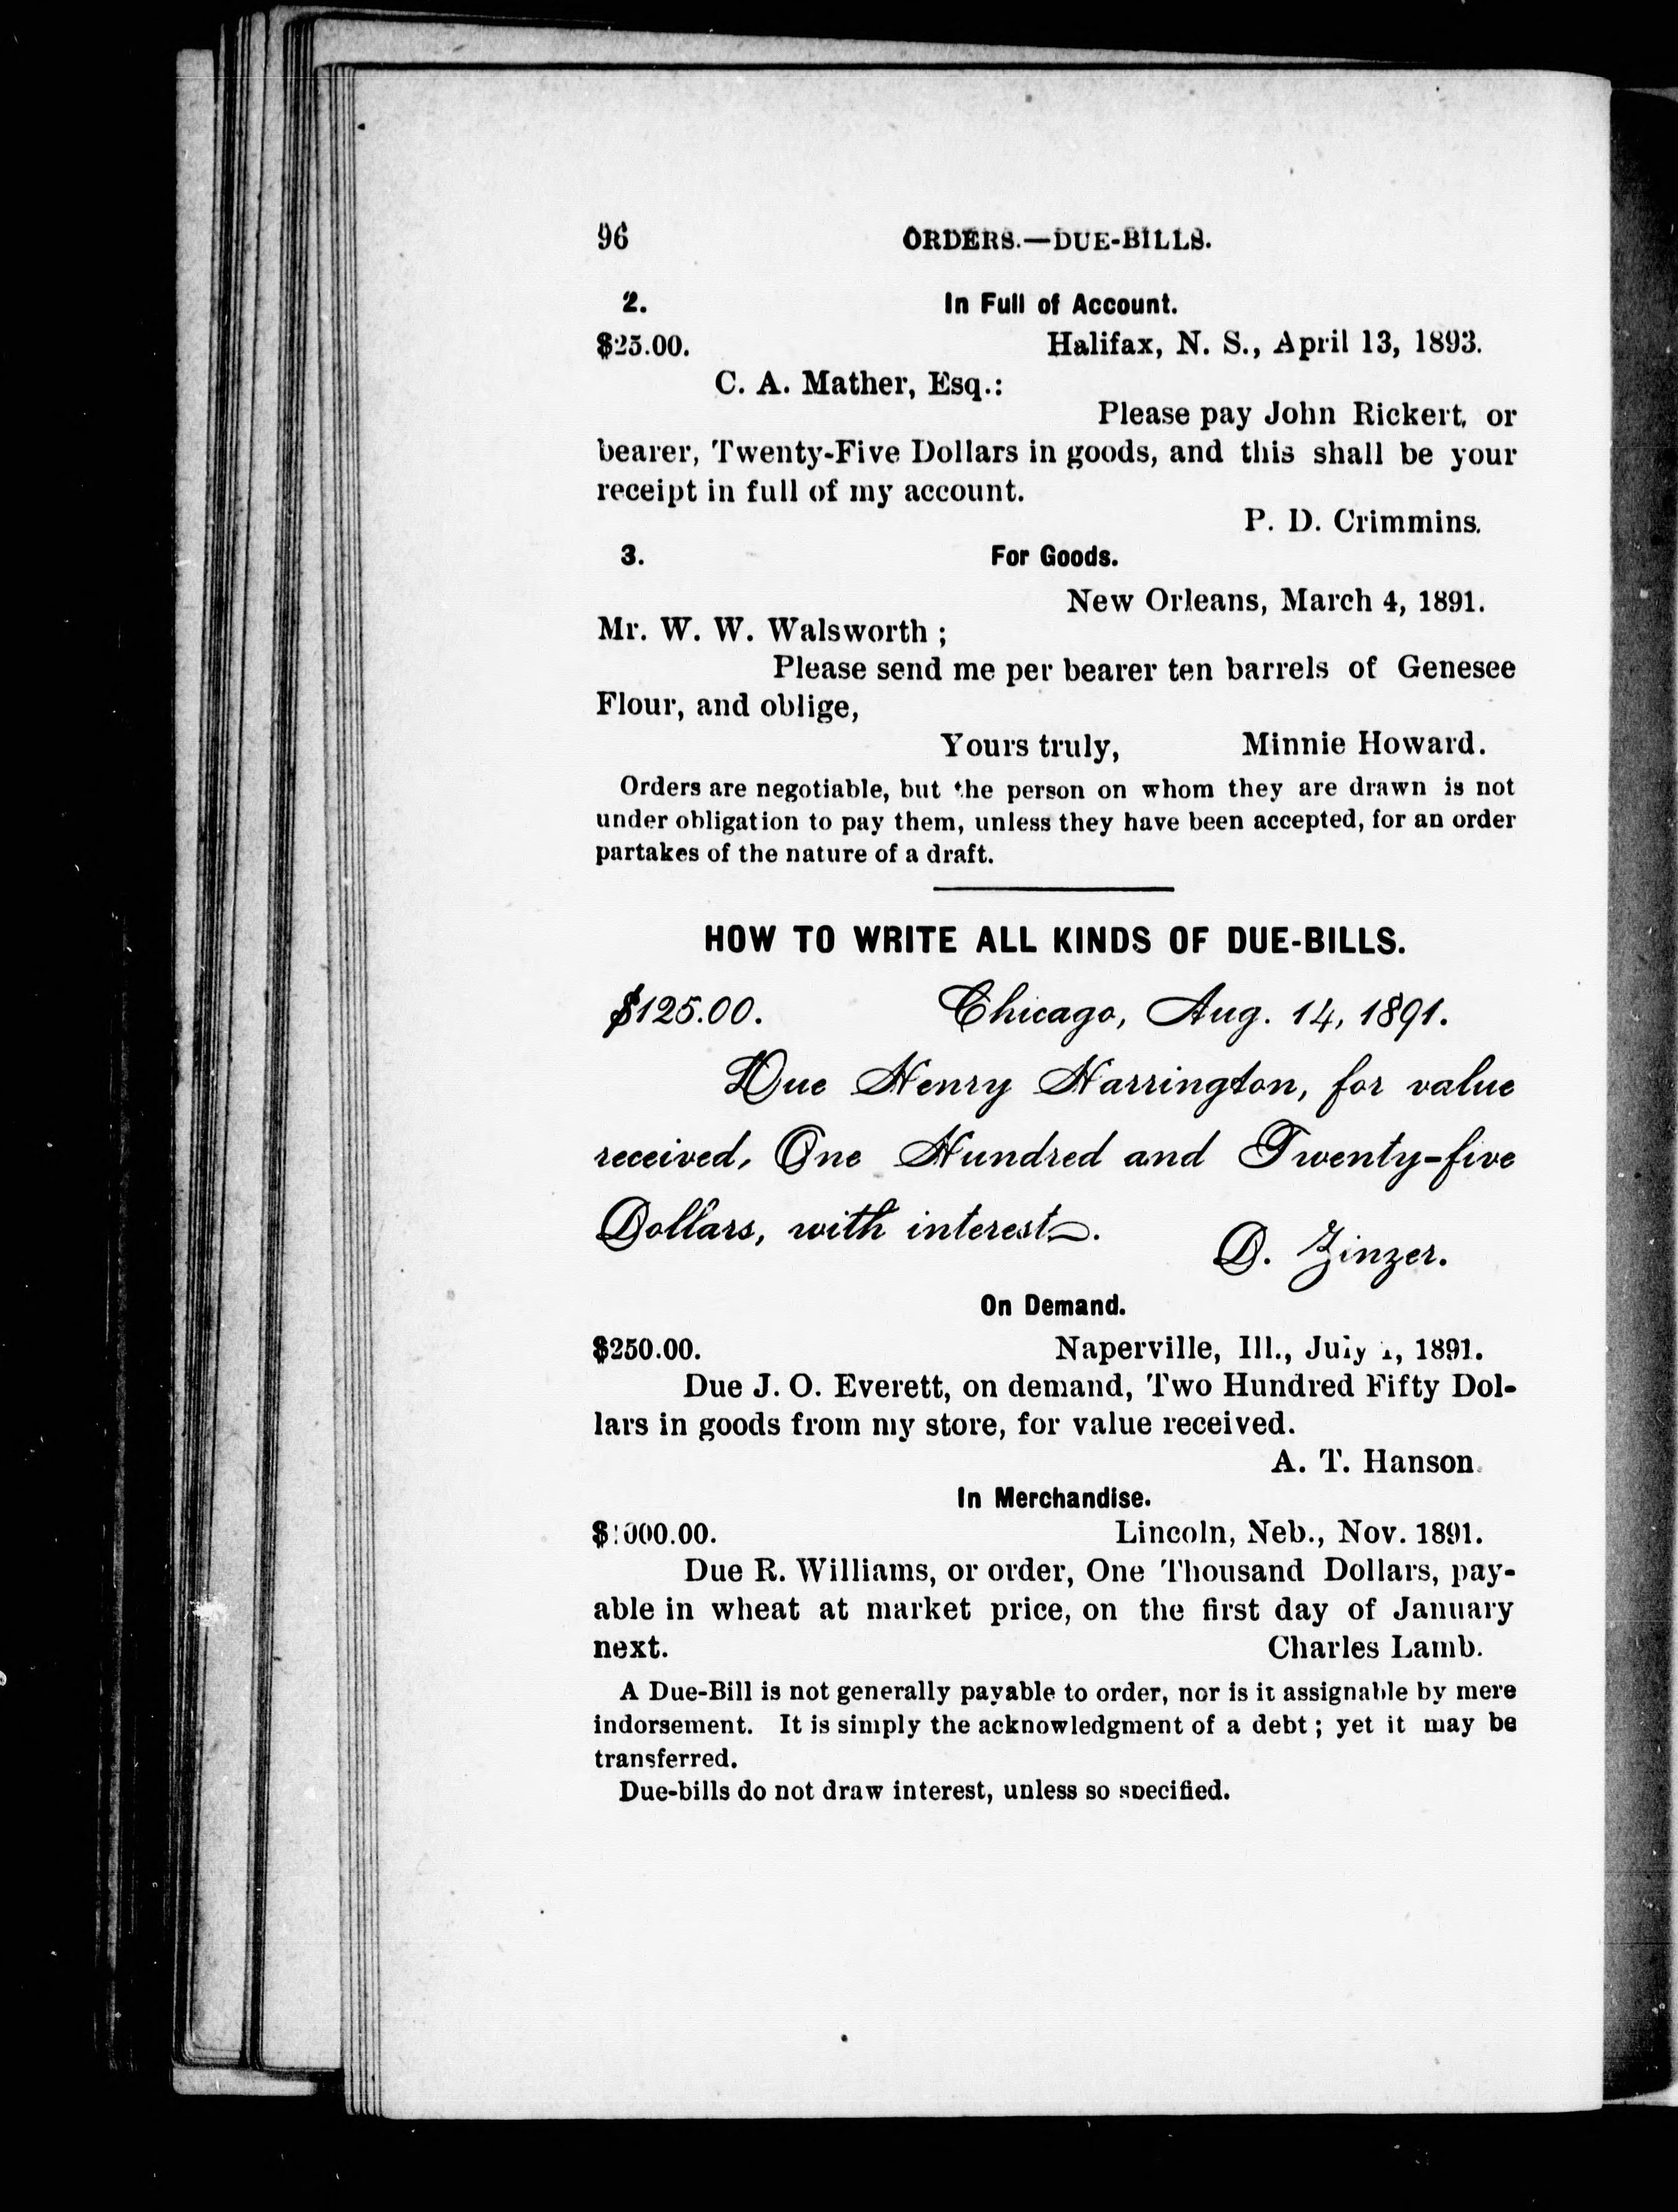 96 ORDERS.—DUE-BILLS.
2. In Full of Account.
$25.00. Halifax, N. S., April 13, 1893.
C. A. Mather, Esq.:
Please pay John Rickert, or
bearer, Twenty-Five Dollars in goods, and this shall be your
receipt in full of my account.
P. D. Crimmins.
3. For Goods.
New Orleans, March 4, 1891.
Mr. W. W. Walsworth ;
Please send me per bearer ten barrels of Genesee
Flour, and oblige,
Yours truly, Minnie Howard.
Orders are negotiable, but the person on whom they are drawn is not
under obligation to pay them, unless they have been accepted, for an order
partakes of the nature of a draft.
HOW TO WRITE ALL KINDS OF DUE-BILLS.
$125.00. Chicago, Aug. 14, 1891.
Due Henry Harrington, for value
received, One Hundred and Twenty-five
Dollars, with interest.
D. Zinzer.
On Demand.
$250.00. Naperville, Ill., July 1, 1891.
Due J. O. Everett, on demand, Two Hundred Fifty Dol-
lars in goods from my store, for value received.
A. T. Hanson.
In Merchandise.
$1000.00. Lincoln, Neb., Nov. 1891.
Due R. Williams, or order, One Thousand Dollars, pay-
able in wheat at market price, on the first day of January
next. Charles Lamb.
A Due-Bill is not generally payable to order, nor is it assignable by mere
indorsement. It is simply the acknowledgment of a debt ; yet it may be
transferred.
Due-bills do not draw interest, unless so specified.